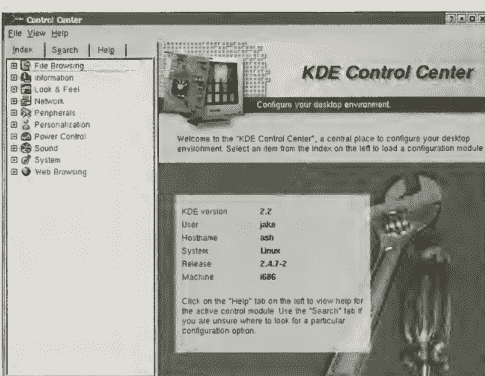 Control Center
File View Help
Index Search Help
File Browsing
Information
Look & Feel
Network
Peripherals
Personalization
Power Control
Sound
System
Web Browsing
KDE Control Center
Configure your desktop environment.
Welcome to the "KDE Control Center", a central place to configure your desktop
environment. Select an item from the index on the left to load a configuration module
KDE version 2.2
User jake
Hostname ash
System Linux
Release 2.4.7-2
Machine i686
Click on the "Help" tab on the left to view help for
the active control module. Use the "Search" tab if
you are unsure where to look for a particular
configuration option.